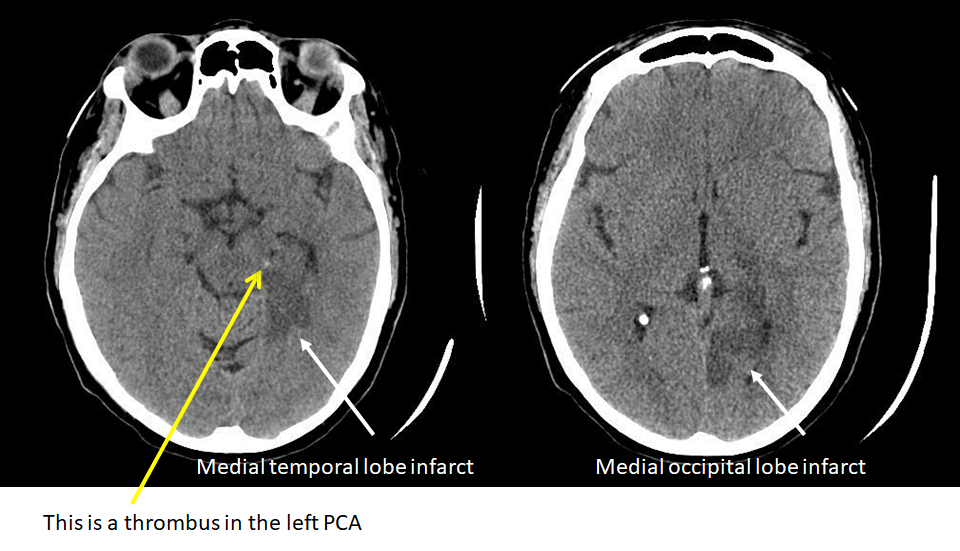 Medial temporal lobe infarct
Medial occipital lobe infarct
This is a thrombus in the left PCA